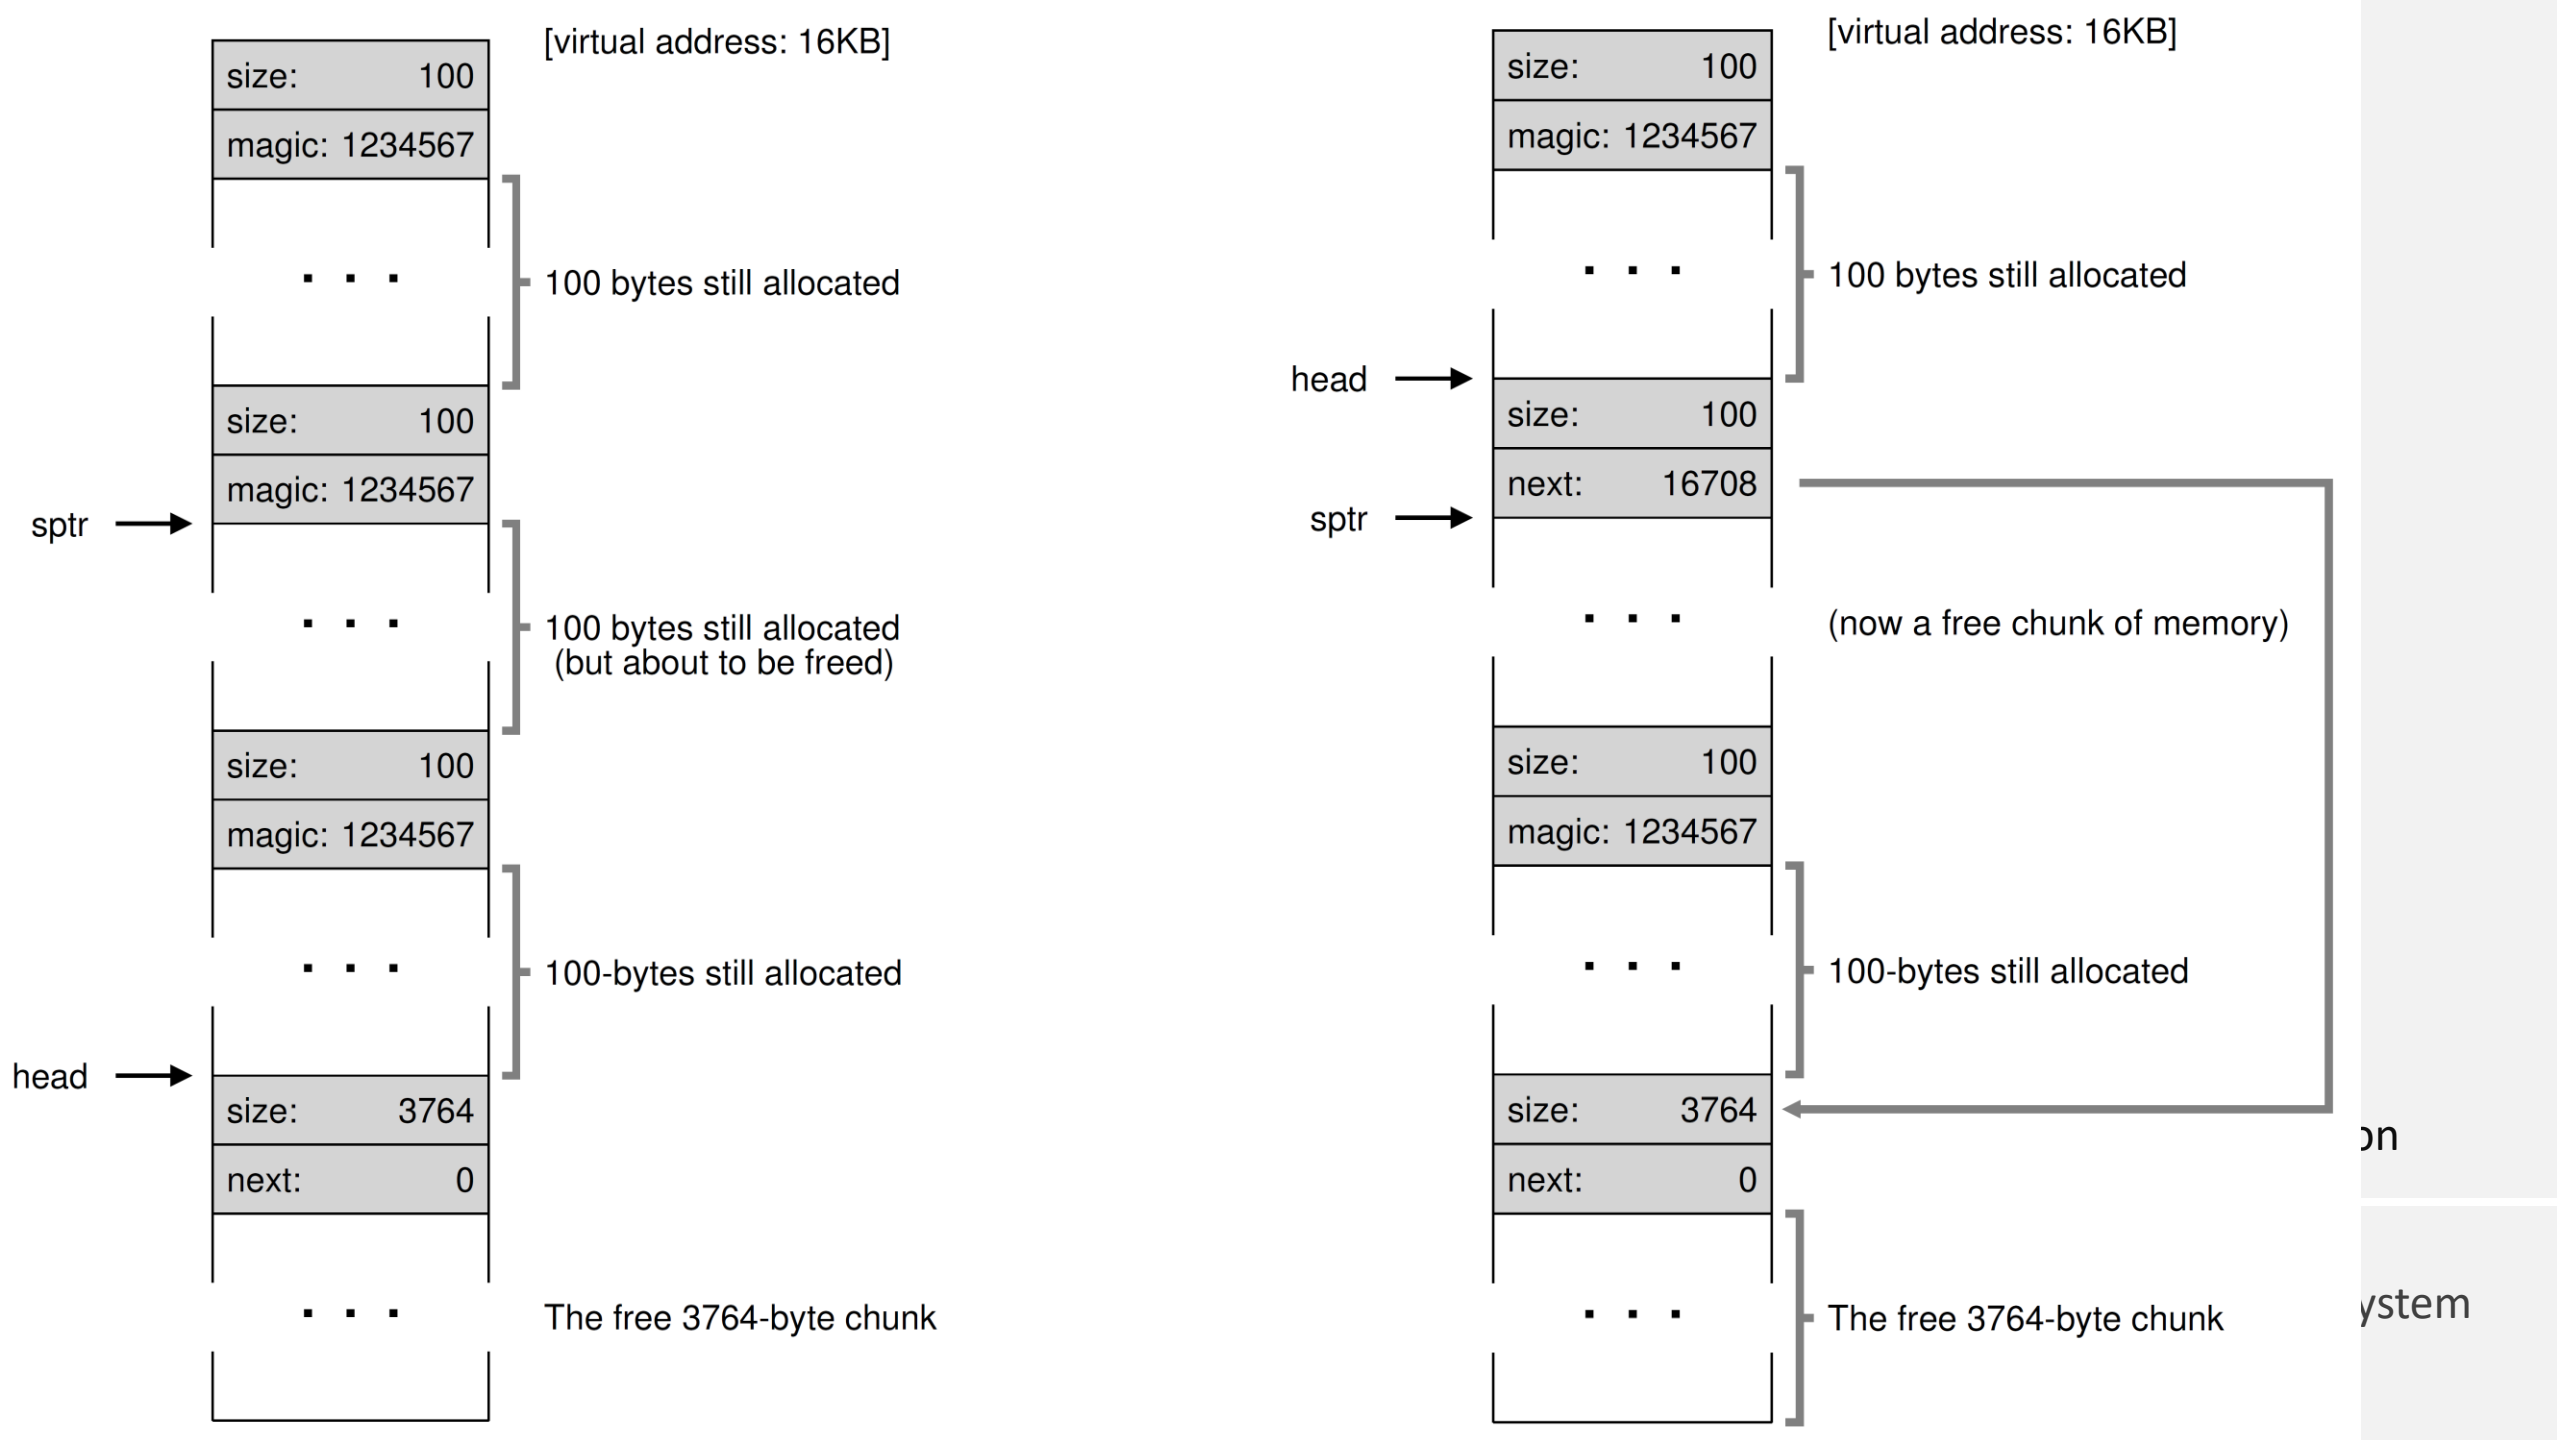 [virtual address: 16KB]
size: 100
magic: 1234567
. . .
100 bytes still allocated
size: 100
magic: 1234567
sptr
. . .
100 bytes still allocated
(but about to be freed)
size: 100
magic: 1234567
. . .
100-bytes still allocated
head
size: 3764
next: 0
. . .
The free 3764-byte chunk
[virtual address: 16KB]
size: 100
magic: 1234567
. . .
100 bytes still allocated
head
size: 100
next: 16708
sptr
. . .
(now a free chunk of memory)
size: 100
magic: 1234567
. . .
100-bytes still allocated
size: 3764
next: 0
. . .
The free 3764-byte chunk